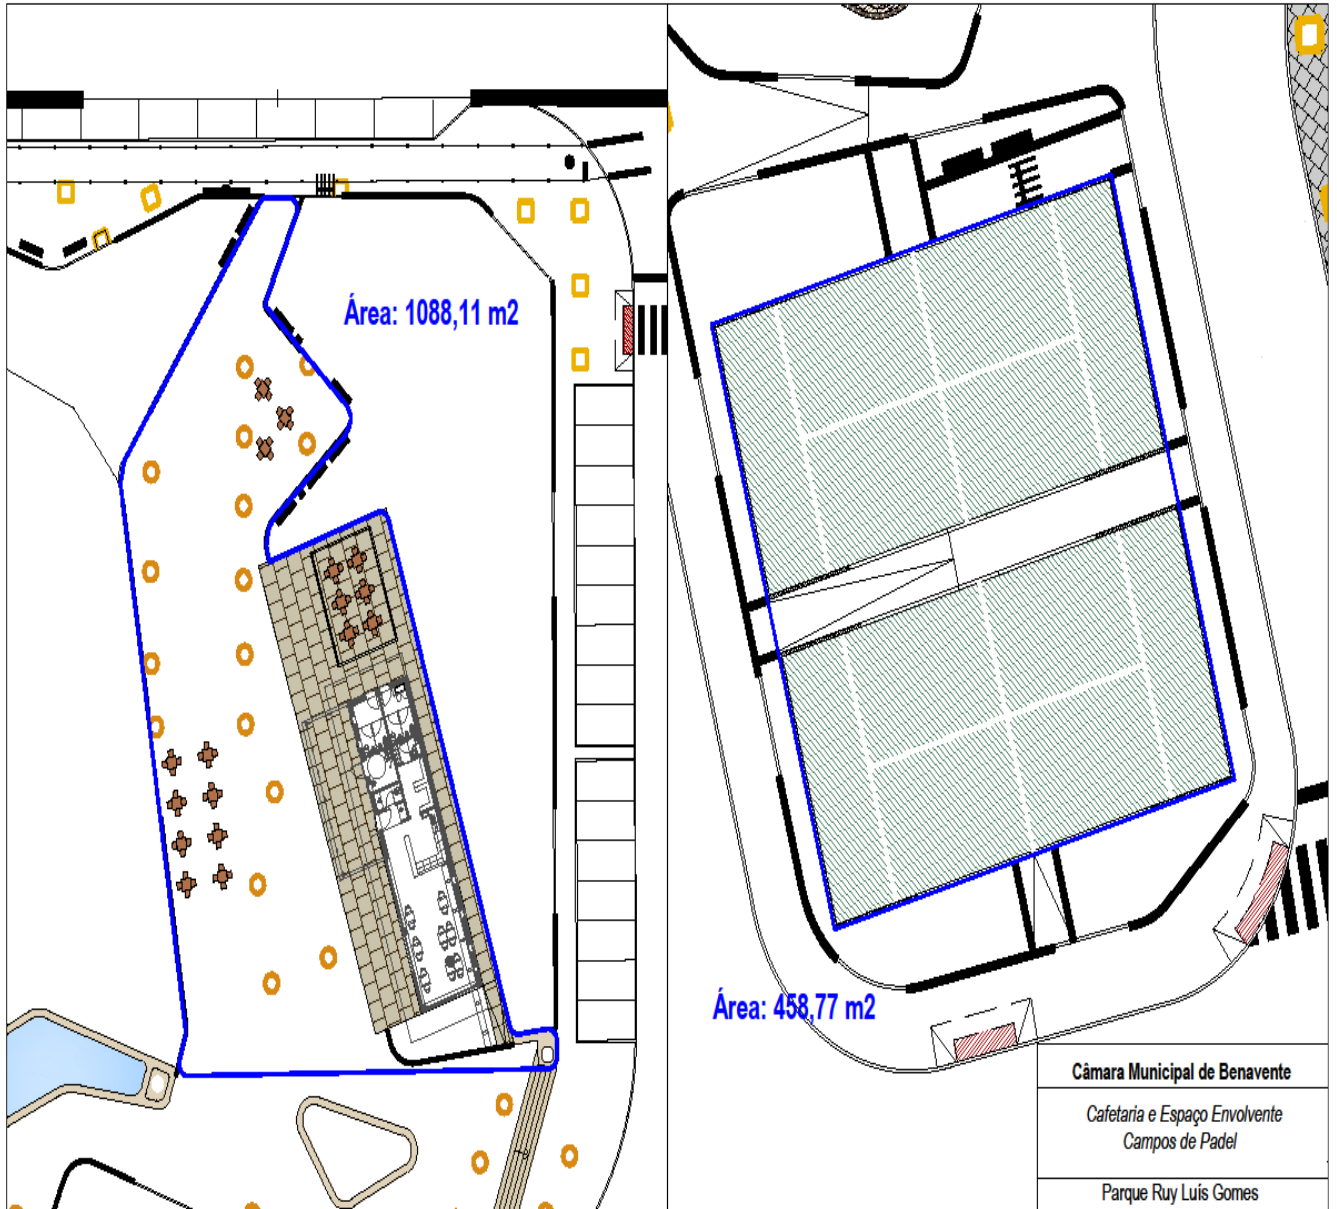 Área: 1088,11 m2
Área: 458,77 m2
Câmara Municipal de Benavente
Cafetaria e Espaço Envolvente
Campos de Padel
Parque Ruy Luís Gomes